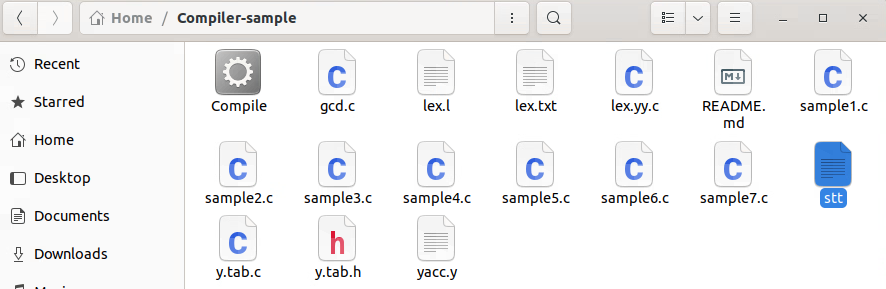 Home / Compiler-sample
Recent
Starred
Home
Desktop
Documents
Downloads
Compile
gcd.c
lex.l
lex.txt
lex.yy.c
README.
md
sample1.c
sample2.c
sample3.c
sample4.c
sample5.c
sample6.c
sample7.c
stt
y.tab.c
y.tab.h
yacc.y